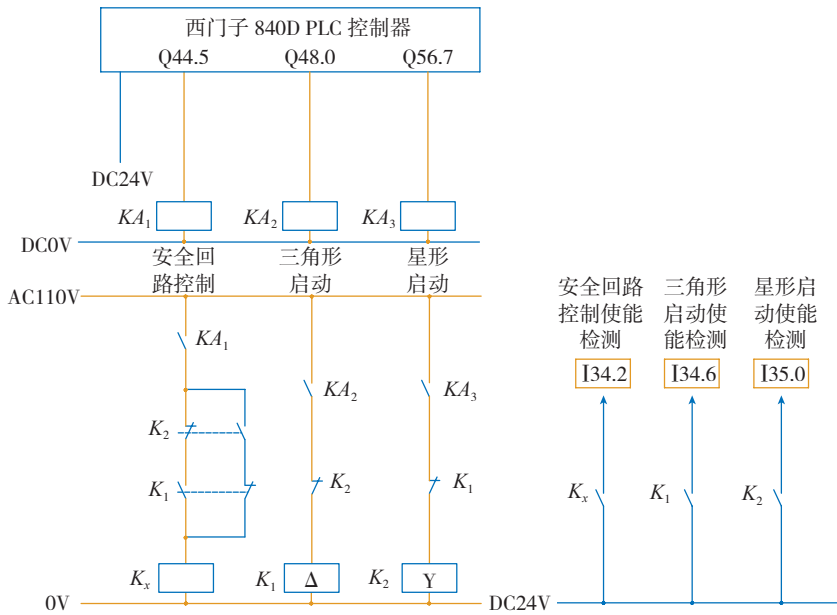 西门子 840D PLC 控制器
Q44.5 Q48.0 Q56.7
DC24V
KA₁ KA₂ KA₃
DC0V
安全回
路控制
三角形
启动
星形
启动
AC110V
KA₁
KA₂ KA₃
K₂
K₁
K₂ K₁
Kₓ K₁ Δ K₂ Y
0V
安全回路
控制使能
检测
三角形
启动使
能检测
星形启
动使能
检测
I34.2 I34.6 I35.0
Kₓ K₁ K₂
DC24V